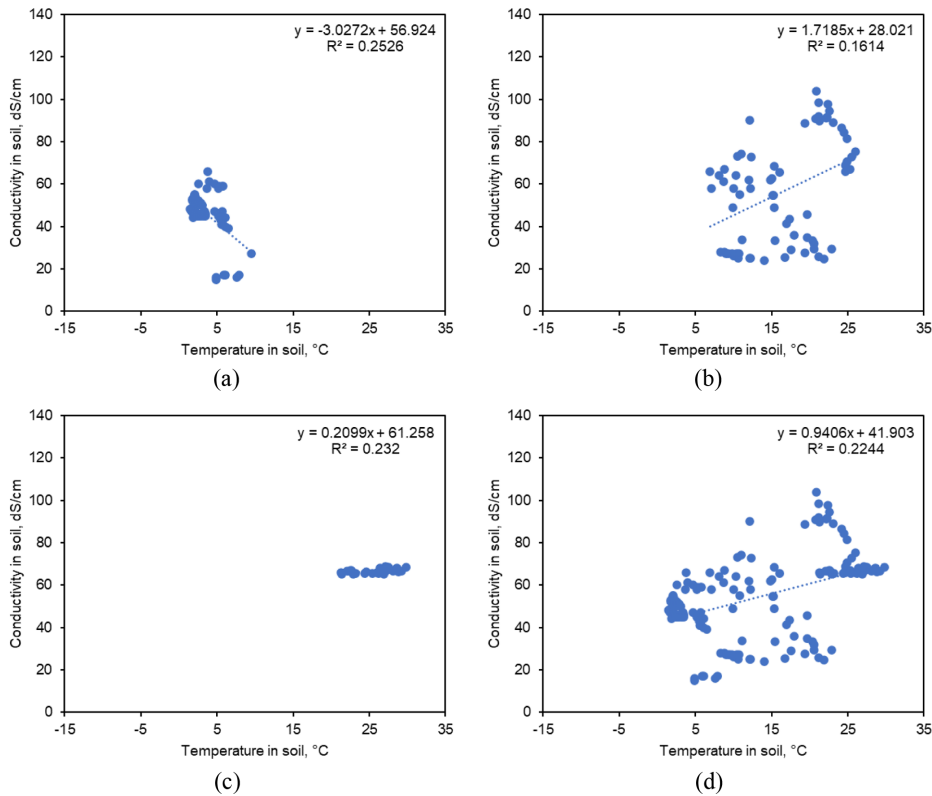 y = -3.0272x + 56.924
R² = 0.2526
140
120
100
80
60
40
20
0
Conductivity in soil, dS/cm
-15 -5 5 15 25 35
Temperature in soil, °C
(a)
y = 1.7185x + 28.021
R² = 0.1614
140
120
100
80
60
40
20
0
Conductivity in soil, dS/cm
-15 -5 5 15 25 35
Temperature in soil, °C
(b)
y = 0.2099x + 61.258
R² = 0.232
140
120
100
80
60
40
20
0
Conductivity in soil, dS/cm
-15 -5 5 15 25 35
Temperature in soil, °C
(c)
y = 0.9406x + 41.903
R² = 0.2244
140
120
100
80
60
40
20
0
Conductivity in soil, dS/cm
-15 -5 5 15 25 35
Temperature in soil, °C
(d)